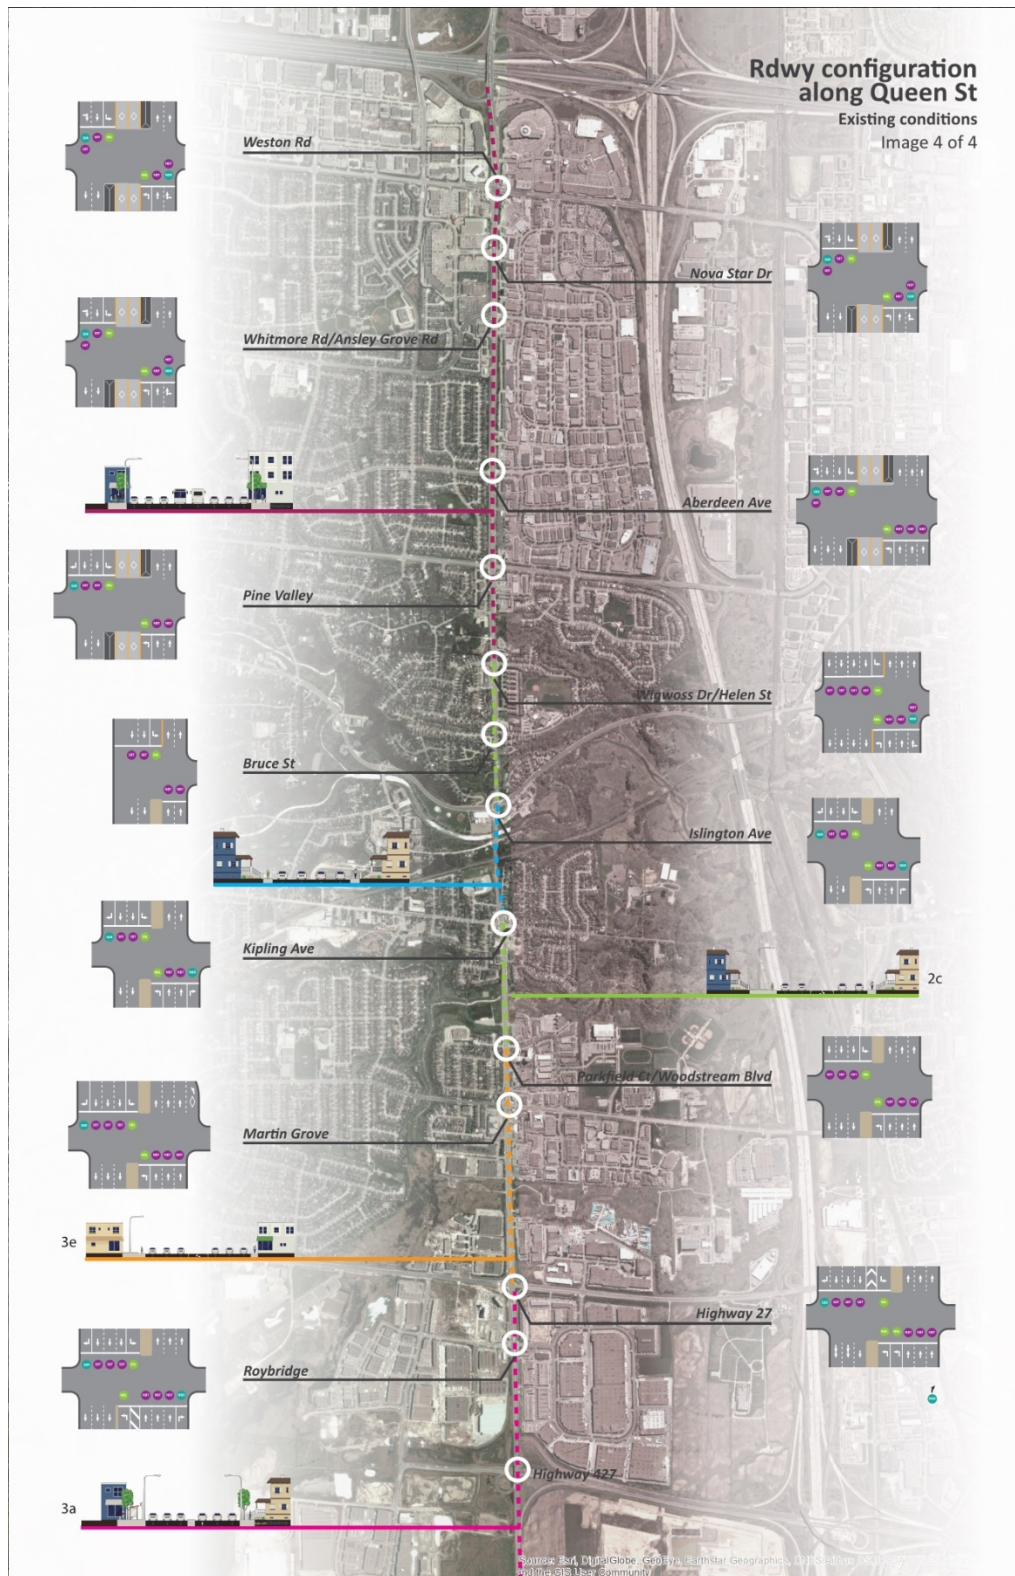 Rdwy configuration
along Queen St
Existing conditions
Image 4 of 4
Weston Rd
Nova Star Dr
Whitmore Rd/Ansley Grove Rd
Aberdeen Ave
Pine Valley
Wigwoss Dr/Helen St
Bruce St
Islington Ave
Kipling Ave
2c
Parkfield Ct/Woodstream Blvd
Martin Grove
3e
Highway 27
Roybridge
Highway 427
3a
Source: Esri, DigitalGlobe, GeoEye, Earthstar Geographics,
and the GIS User Community